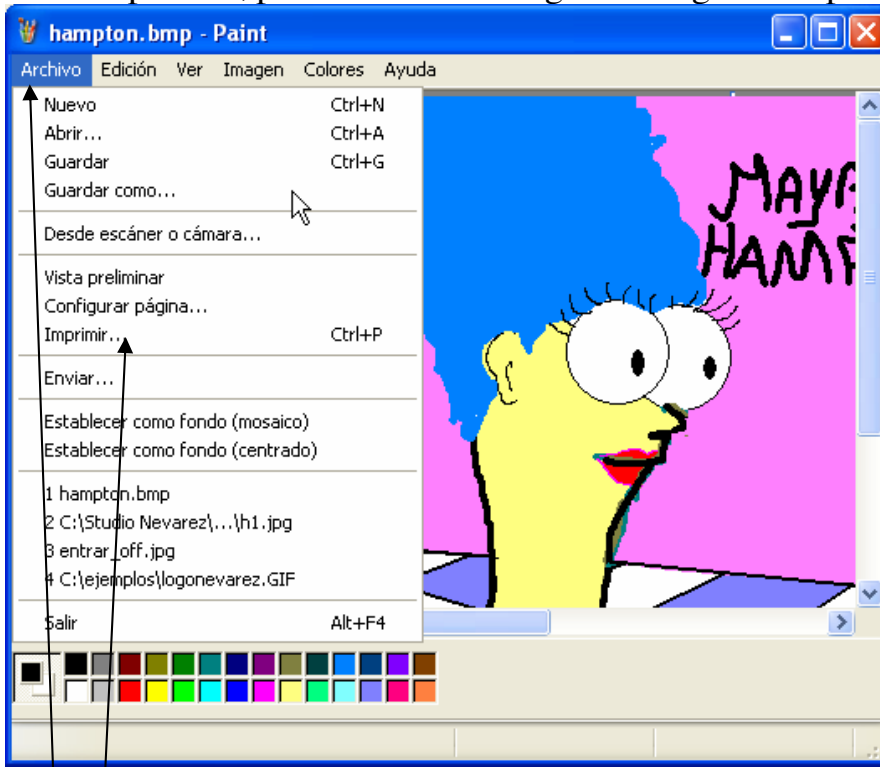 hampton.bmp - Paint
Archivo Edición Ver Imagen Colores Ayuda
Nuevo Ctrl+N
Abrir... Ctrl+A
Guardar Ctrl+G
Guardar como...
Desde escáner o cámara...
Vista preliminar
Configurar página...
Imprimir... Ctrl+P
Enviar...
Establecer como fondo (mosaico)
Establecer como fondo (centrado)
1 hampton.bmp
2 C:\Studio Nevarez\...\h1.jpg
3 entrar_off.jpg
4 C:\ejemplos\logonevarez.GIF
Salir Alt+F4